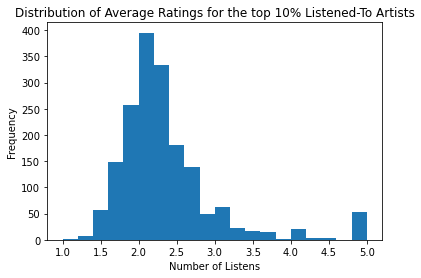 Distribution of Average Ratings for the top 10% Listened-To Artists
400
350
300
250
200
150
100
50
0
Frequency
1.0 1.5 2.0 2.5 3.0 3.5 4.0 4.5 5.0
Number of Listens